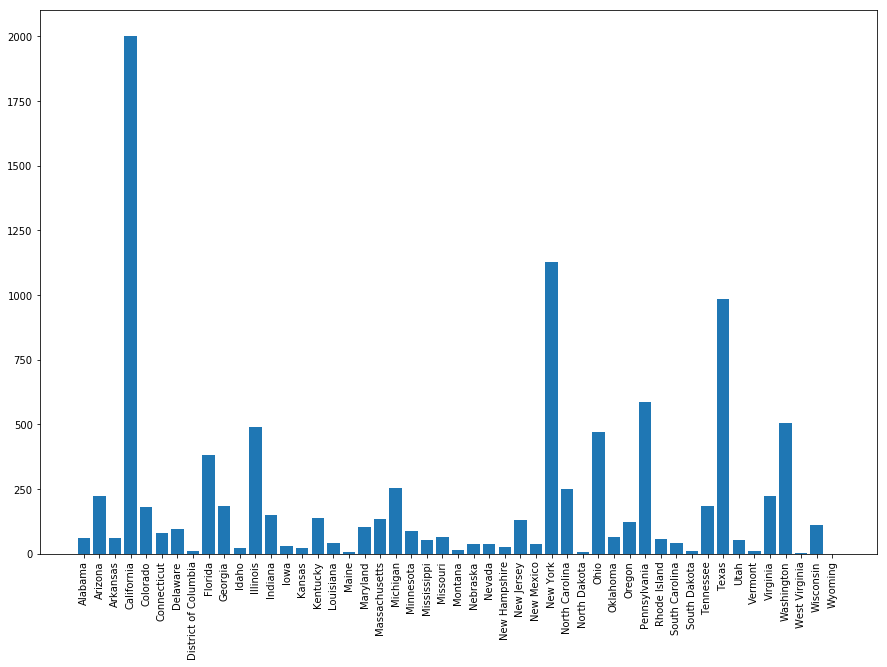 2000
1750
1500
1250
1000
750
500
250
0
Alabama
Arizona
Arkansas
California
Colorado
Connecticut
Delaware
District of Columbia
Florida
Georgia
Idaho
Illinois
Indiana
Iowa
Kansas
Kentucky
Louisiana
Maine
Maryland
Massachusetts
Michigan
Minnesota
Mississippi
Missouri
Montana
Nebraska
Nevada
New Hampshire
New Jersey
New Mexico
New York
North Carolina
North Dakota
Ohio
Oklahoma
Oregon
Pennsylvania
Rhode Island
South Carolina
South Dakota
Tennessee
Texas
Utah
Vermont
Virginia
Washington
West Virginia
Wisconsin
Wyoming